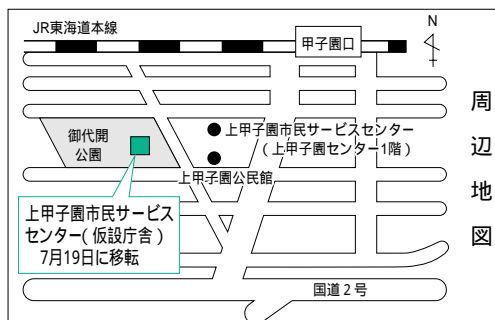 JR東海道本線
甲子園口
N
御代開
公園
上甲子園市民サービスセンター
（上甲子園センター1階）
上甲子園公民館
上甲子園市民サービス
センター（仮設庁舎）
7月19日に移転
国道2号
周辺地図